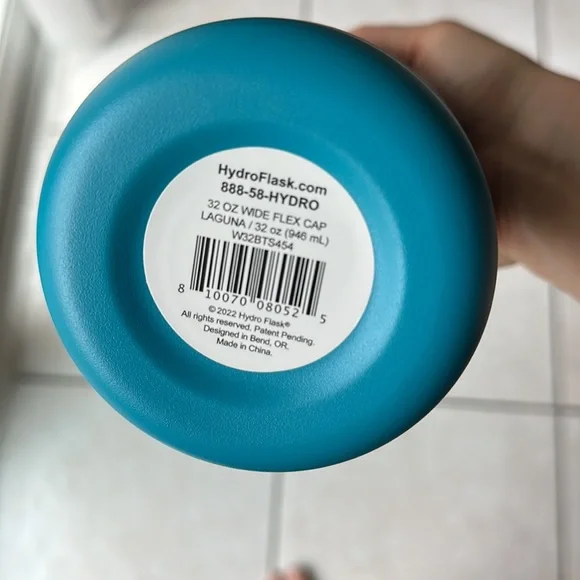 HydroFlask.com
888-58-HYDRO
32 OZ WIDE FLEX CAP
LAGUNA / 32 oz (946 mL)
W32BTS454
8 10070 08052 5
© 2022 Hydro Flask®
All rights reserved. Patent Pending.
Designed in Bend, OR.
Made in China.